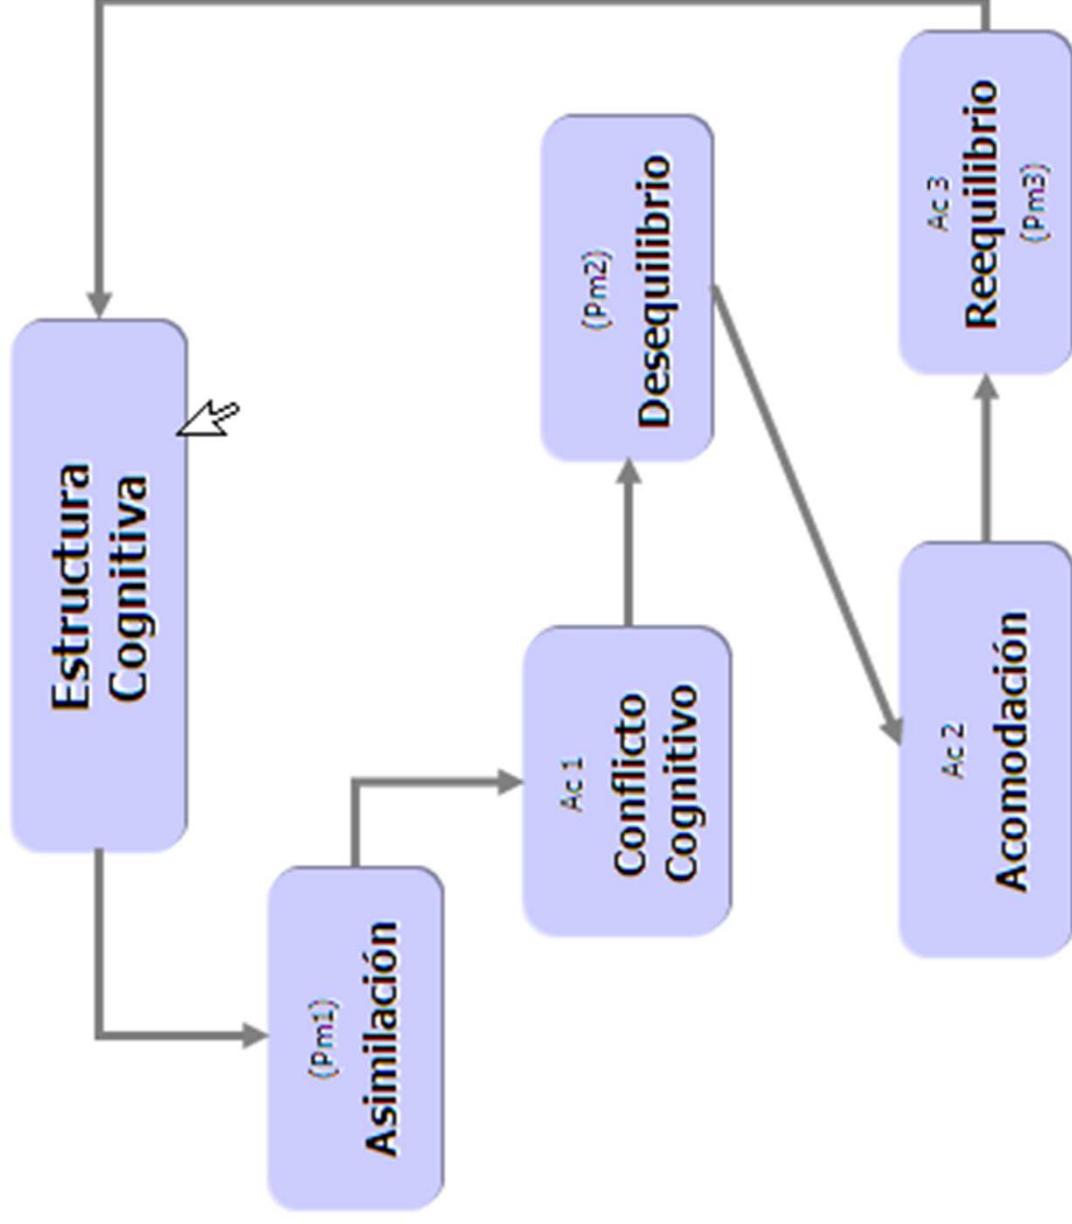 Estructura
Cognitiva
(Pm1)
Asimilación
Ac 1
Conflicto
Cognitivo
(Pm2)
Desequilibrio
Ac 2
Acomodación
Ac 3
Reequilibrio
(Pm3)